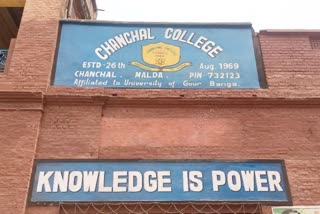 CHANCHAL COLLEGE
ESTD - 26th Aug. 1969
CHANCHAL . MALDA . PIN - 732123
Affiliated to University of Gour Banga.
KNOWLEDGE IS POWER